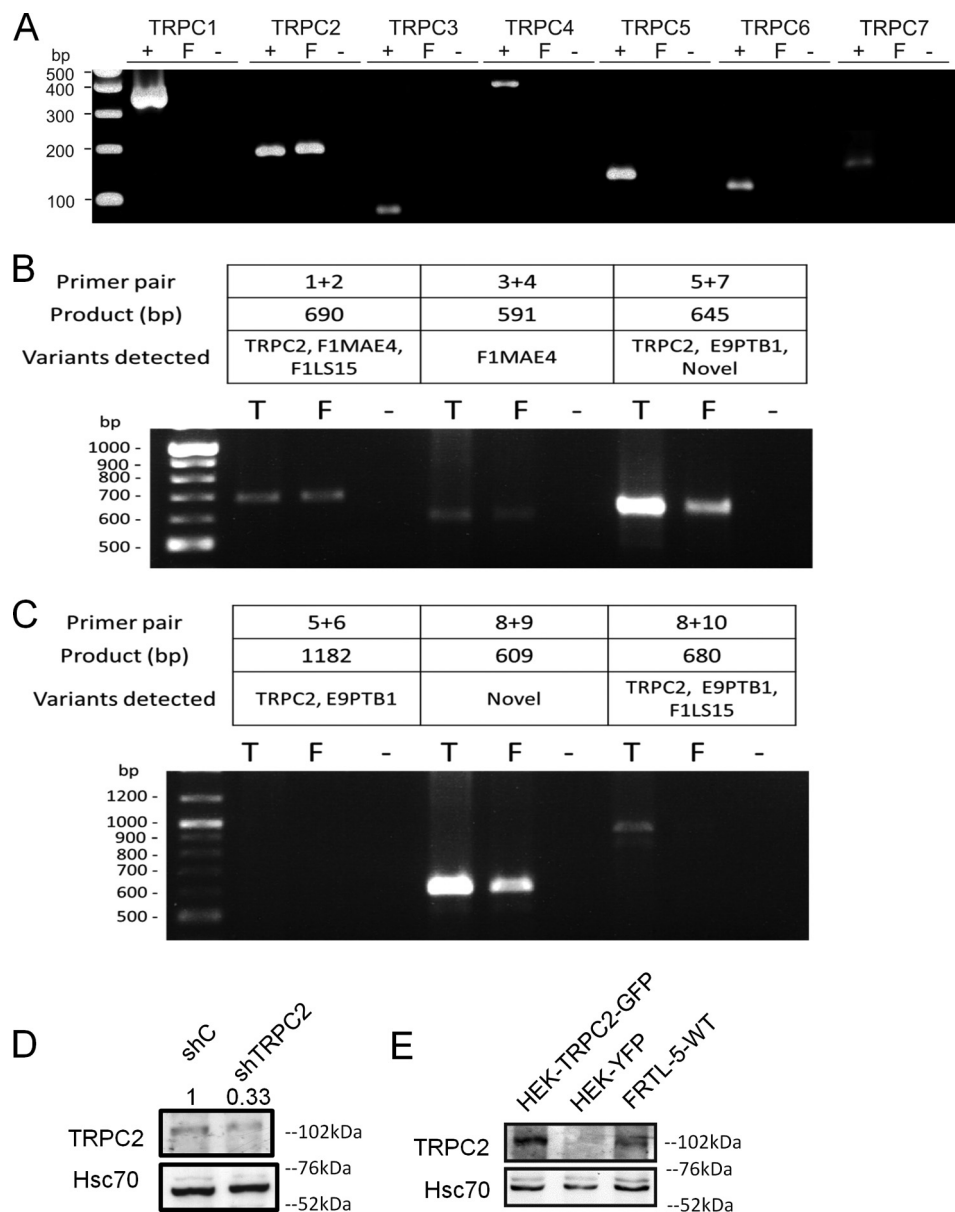 A
TRPC1 TRPC2 TRPC3 TRPC4 TRPC5 TRPC6 TRPC7
bp + F - + F - + F - + F - + F - + F - + F -
500
400
300
200
100
B
Primer pair 1+2 3+4 5+7
Product (bp) 690 591 645
Variants detected TRPC2, F1MAE4, F1LS15 F1MAE4 TRPC2, E9PTB1, Novel
T F - T F - T F -
bp
1000 -
900 -
800 -
700 -
600 -
500 -
C
Primer pair 5+6 8+9 8+10
Product (bp) 1182 609 680
Variants detected TRPC2, E9PTB1 Novel TRPC2, E9PTB1, F1LS15
T F - T F - T F -
bp
1200 -
1000 -
900 -
800 -
700 -
600 -
500 -
D
shC shTRPC2
1 0.33
TRPC2 --102kDa
--76kDa
Hsc70
--52kDa
E
HEK-TRPC2-GFP HEK-YFP FRTL-5-WT
TRPC2 --102kDa
--76kDa
Hsc70
--52kDa